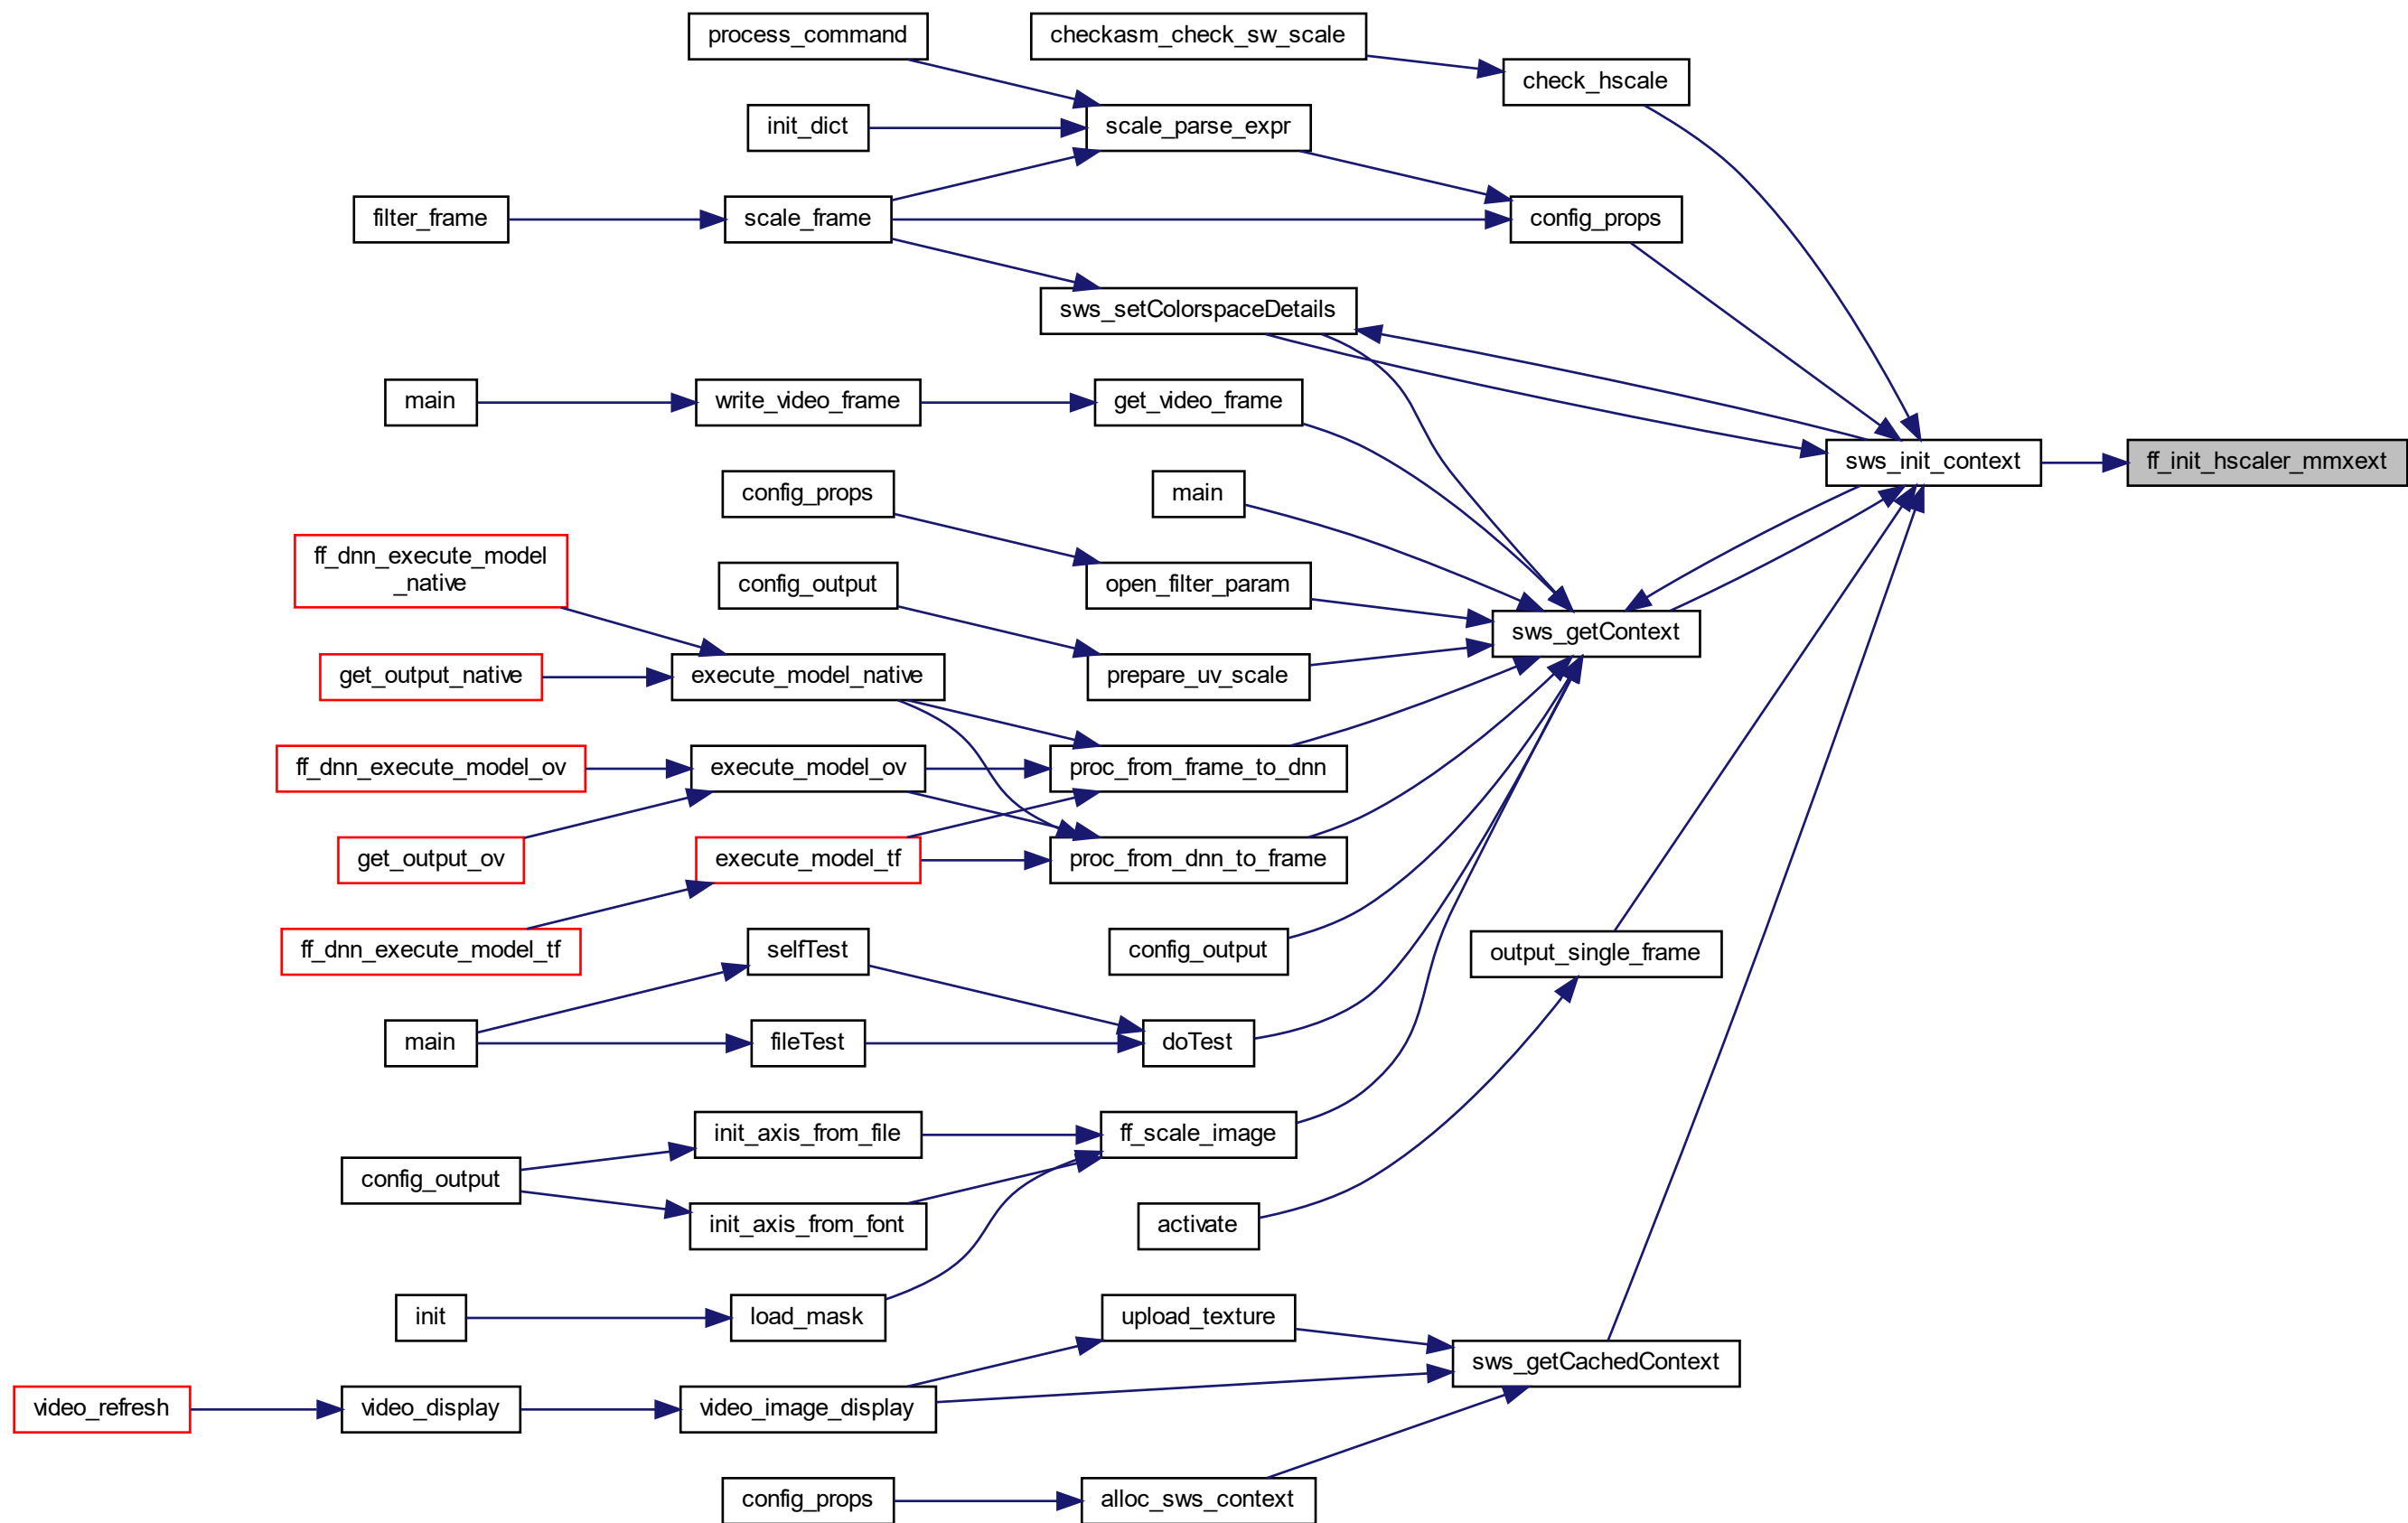 process_command
checkasm_check_sw_scale
check_hscale
init_dict
scale_parse_expr
filter_frame
scale_frame
config_props
sws_setColorspaceDetails
main
write_video_frame
get_video_frame
sws_init_context
ff_init_hscaler_mmxext
config_props
main
ff_dnn_execute_model
_native
config_output
open_filter_param
sws_getContext
get_output_native
execute_model_native
prepare_uv_scale
ff_dnn_execute_model_ov
execute_model_ov
proc_from_frame_to_dnn
get_output_ov
execute_model_tf
proc_from_dnn_to_frame
ff_dnn_execute_model_tf
selfTest
config_output
output_single_frame
main
fileTest
doTest
init_axis_from_file
ff_scale_image
config_output
init_axis_from_font
activate
init
load_mask
upload_texture
sws_getCachedContext
video_refresh
video_display
video_image_display
config_props
alloc_sws_context